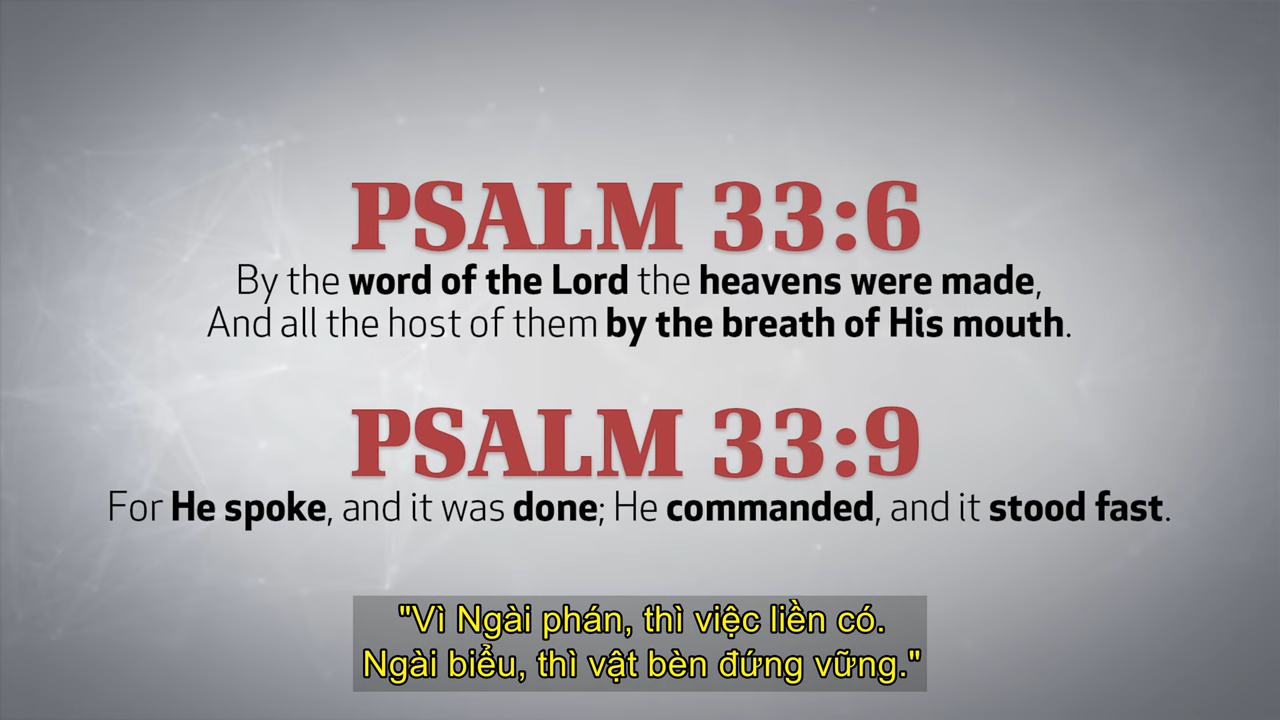 PSALM 33:6
By the word of the Lord the heavens were made,
And all the host of them by the breath of His mouth.
PSALM 33:9
For He spoke, and it was done; He commanded, and it stood fast.
"Vì Ngài phán, thì việc liền có.
Ngài biểu, thì vật bèn đứng vững."